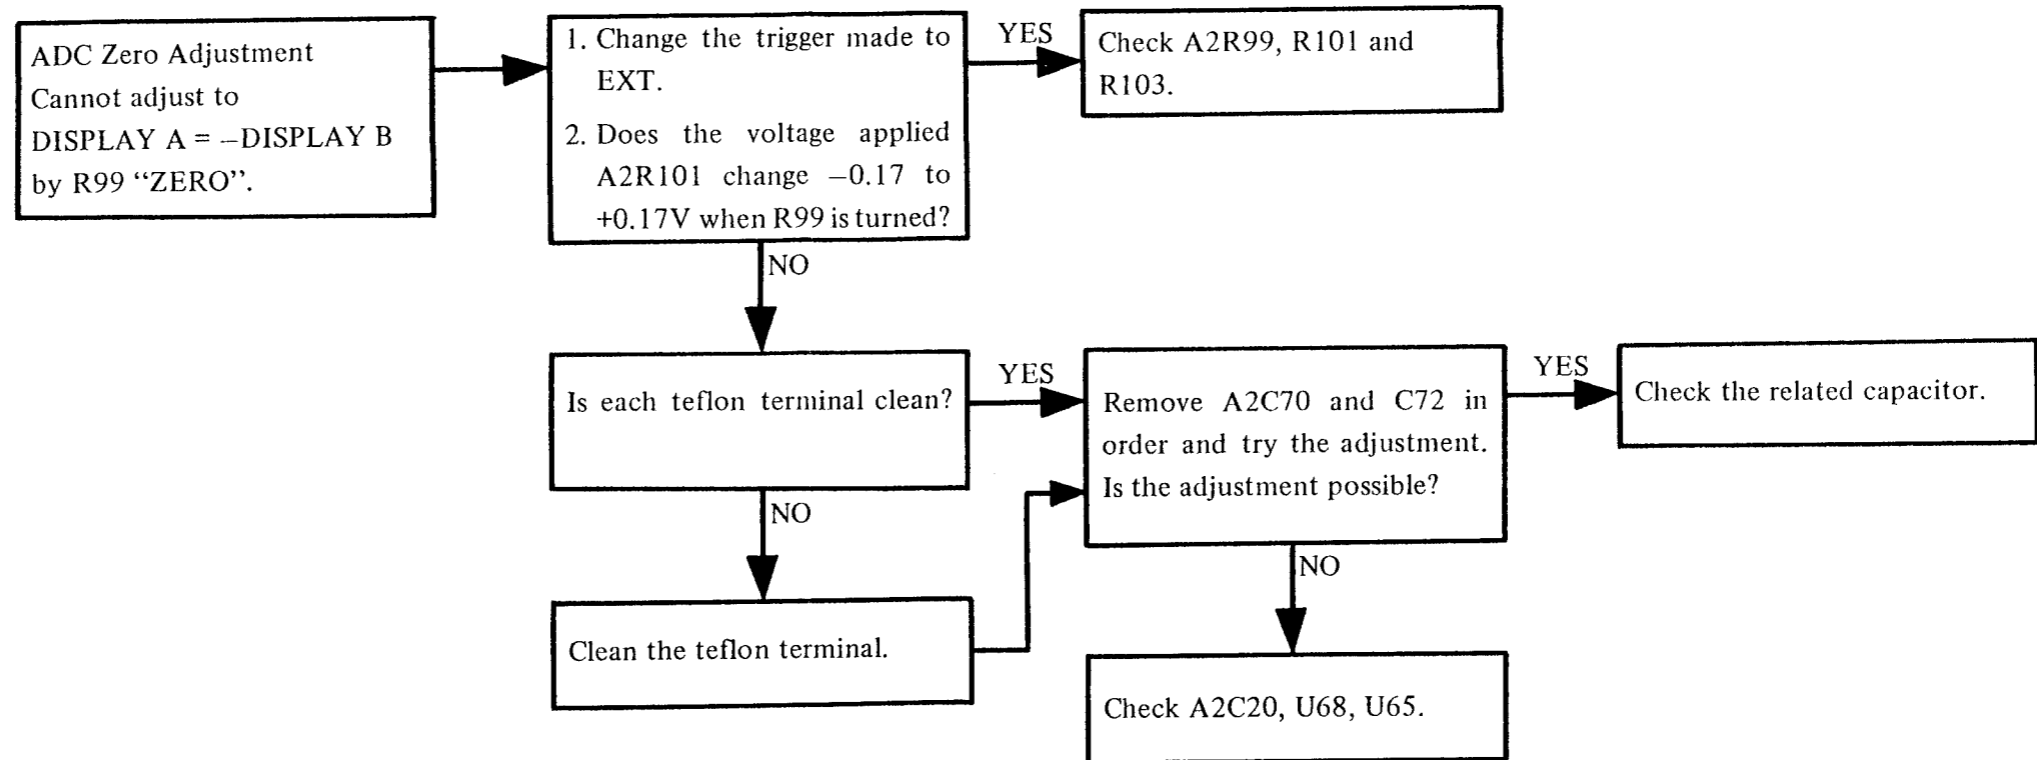 ADC Zero Adjustment
Cannot adjust to
DISPLAY A = –DISPLAY B
by R99 “ZERO”.
1. Change the trigger made to
EXT.
2. Does the voltage applied
A2R101 change –0.17 to
+0.17V when R99 is turned?
YES
Check A2R99, R101 and
R103.
NO
Is each teflon terminal clean?
YES
Remove A2C70 and C72 in
order and try the adjustment.
Is the adjustment possible?
YES
Check the related capacitor.
NO
Clean the teflon terminal.
NO
Check A2C20, U68, U65.